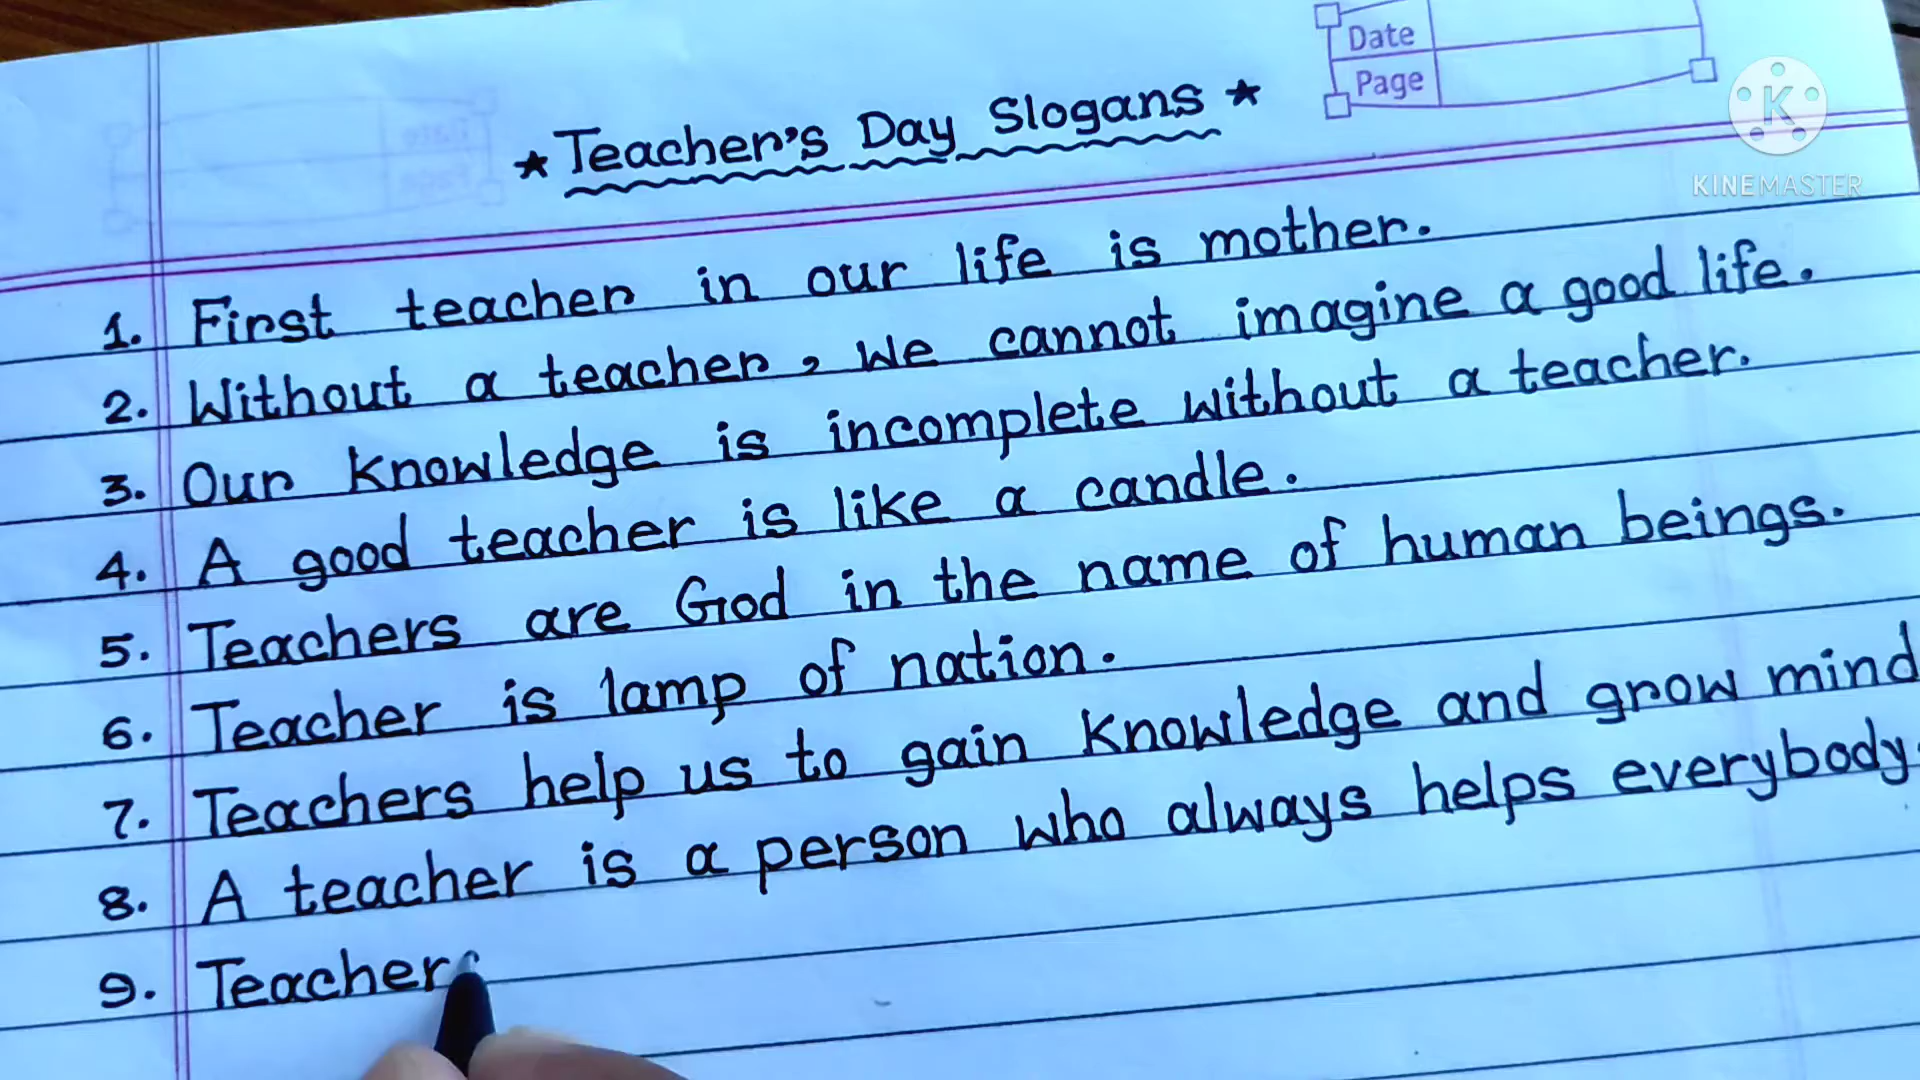 Date
Page
KINEMASTER
★ Teacher's Day Slogans ★
1. First teacher in our life is mother.
2. Without a teacher, we cannot imagine a good life.
3. Our knowledge is incomplete without a teacher.
4. A good teacher is like a candle.
5. Teachers are God in the name of human beings.
6. Teacher is lamp of nation.
7. Teachers help us to gain knowledge and grow mind
8. A teacher is a person who always helps everybody.
9. Teacher